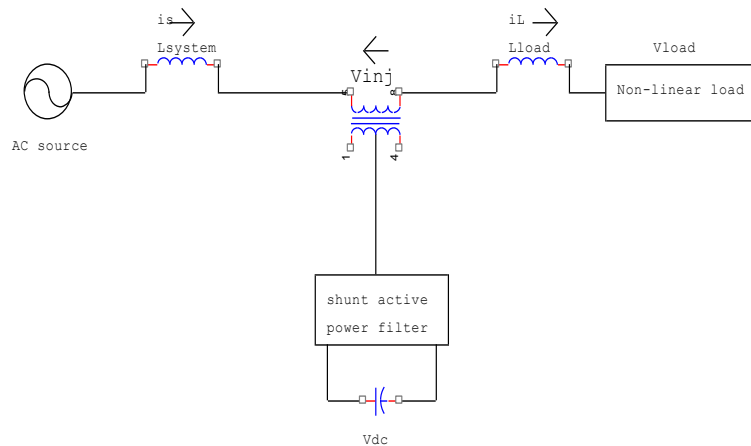 is
Lsystem
iL
Lload
Vload
Vinj
Non-linear load
AC source
1
4
shunt active
power filter
Vdc